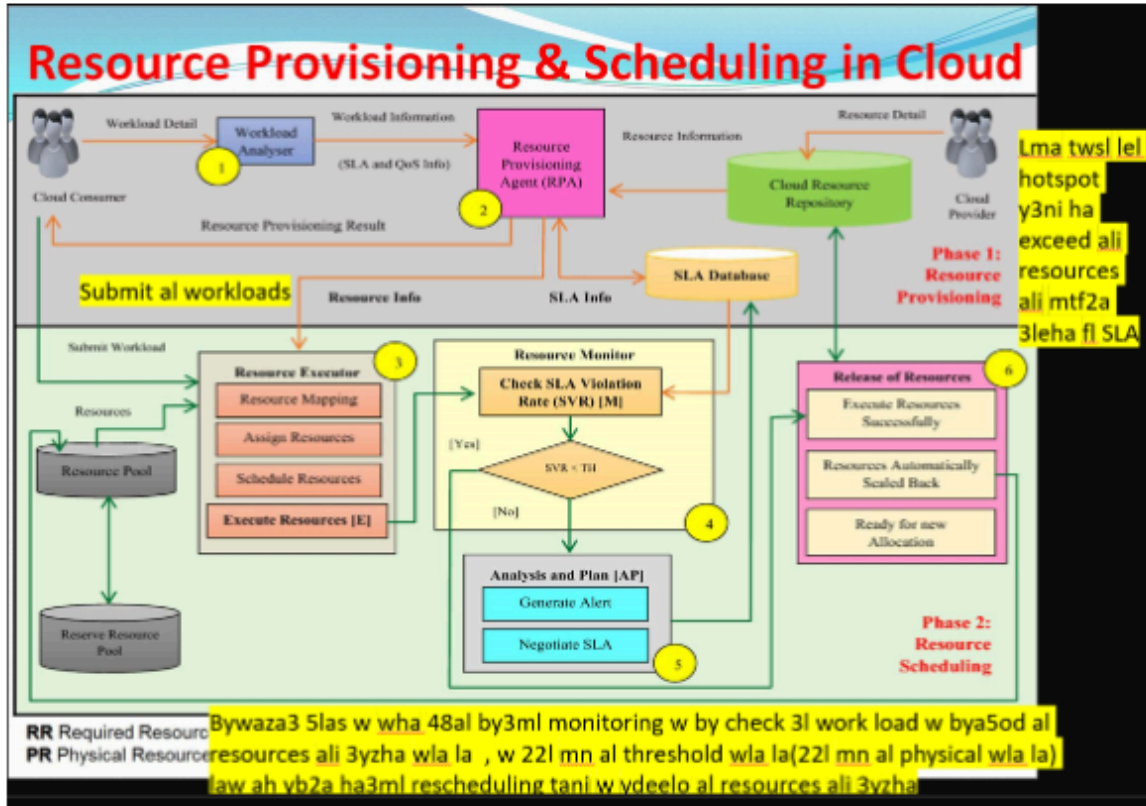 Resource Provisioning & Scheduling in Cloud
Workload Detail
Workload Information
Resource Detail
Workload
Analyser
Resource
Provisioning
Agent (RPA)
Resource Information
1
(SLA and QoS Info)
Cloud Consumer
2
Cloud Resource
Repository
Cloud
Provider
Lma twsl lel
hotspot
y3ni ha
exceed ali
resources
ali mtf2a
3leha fl SLA
Resource Provisioning Result
Phase 1:
Resource
Provisioning
SLA Database
Submit al workloads
Resource Info
SLA Info
Submit Workload
3
Resource Executor
Resource Mapping
Assign Resources
Schedule Resources
Execute Resources [E]
Resource Monitor
Check SLA Violation
Rate (SVR) [M]
[Yes]
SVR < TH
[No]
4
6
Release of Resources
Execute Resources
Successfully
Resources Automatically
Scaled Back
Ready for new
Allocation
Resources
Resource Pool
Reserve Resource
Pool
Analysis and Plan [AP]
Generate Alert
Negotiate SLA
5
Phase 2:
Resource
Scheduling
RR Required Resourc
PR Physical Resource
Bywaza3 5las w wha 48al by3ml monitoring w by check 3l work load w bya5od al
resources ali 3yzha wla la , w 22l mn al threshold wla la(22l mn al physical wla la)
law ah yb2a ha3ml rescheduling tani w ydeelo al resources ali 3yzha